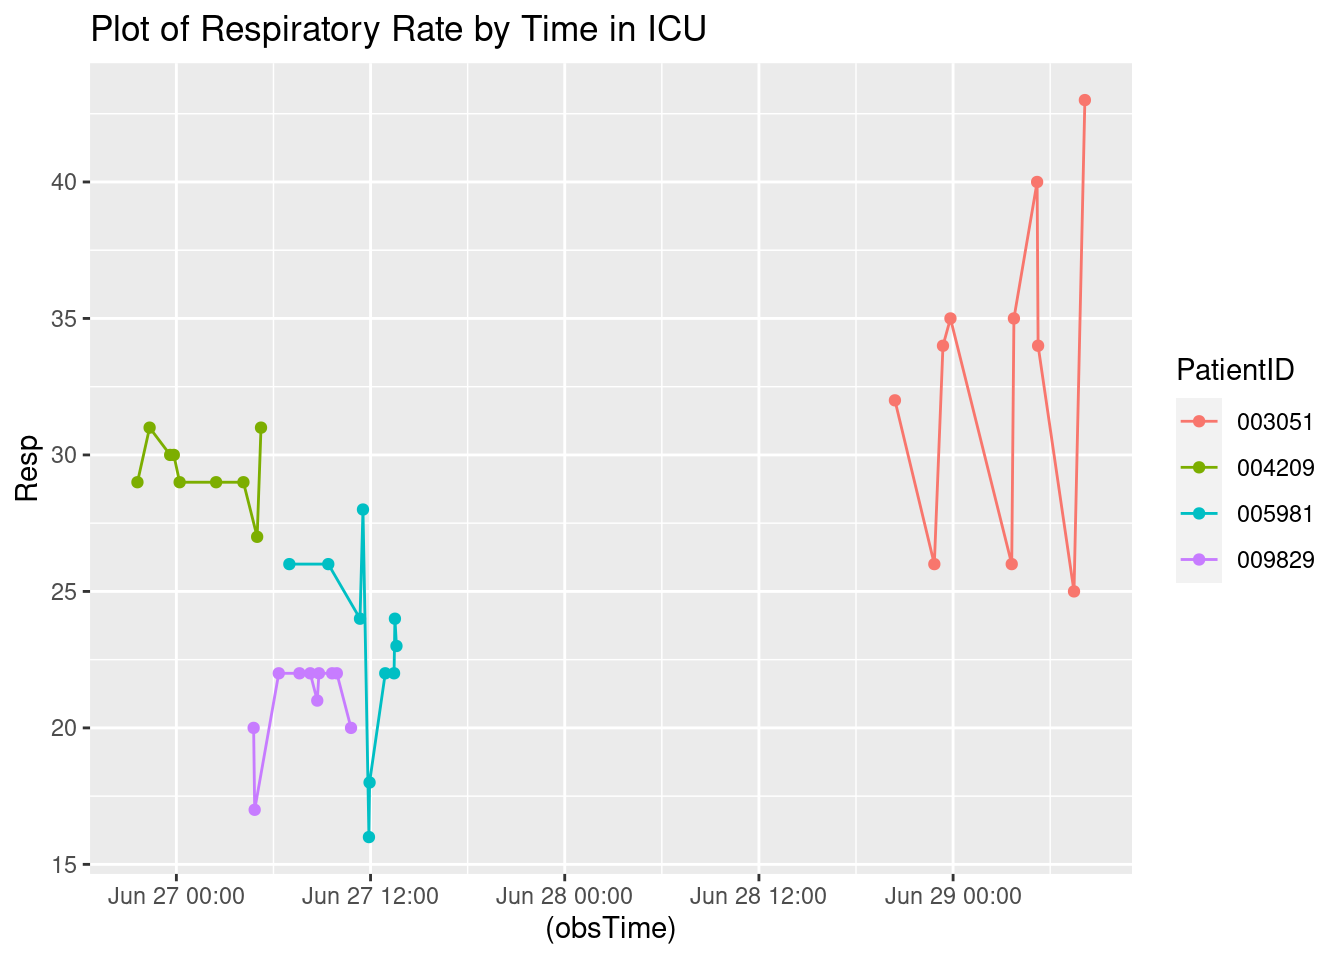 Plot of Respiratory Rate by Time in ICU
Resp
40
35
30
25
20
15
Jun 27 00:00 Jun 27 12:00 Jun 28 00:00 Jun 28 12:00 Jun 29 00:00
(obsTime)
PatientID
003051
004209
005981
009829